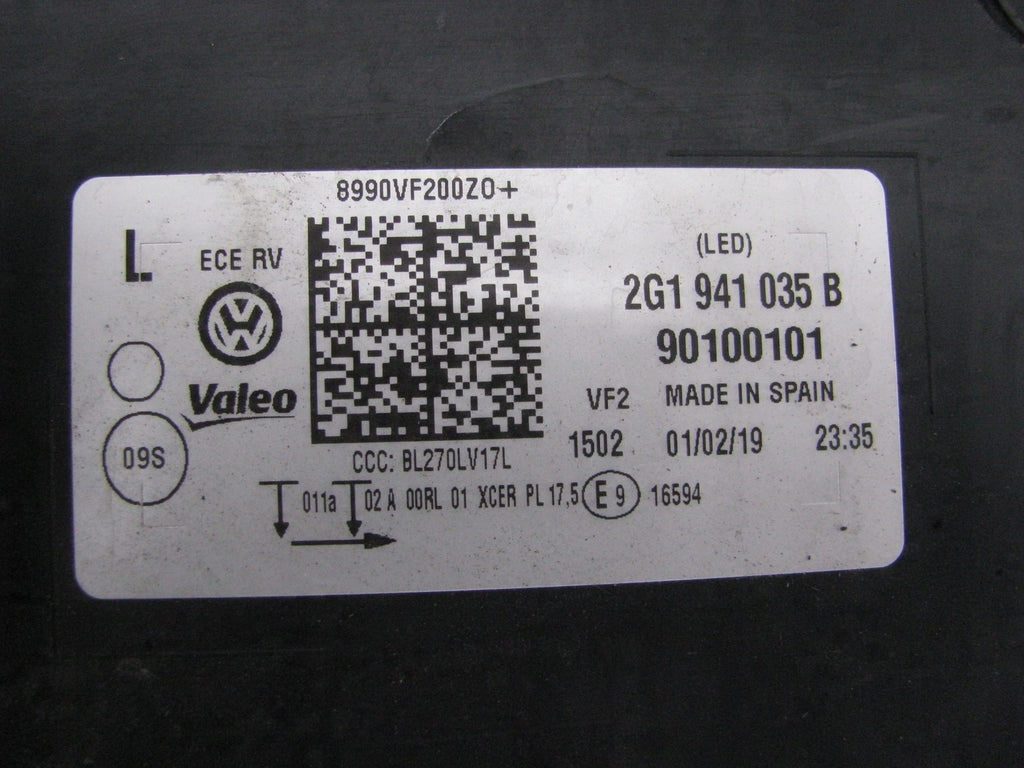 8990VF200Z0+
L
ECE RV
(LED)
2G1 941 035 B
90100101
Valeo
VF2 MADE IN SPAIN
09S
1502 01/02/19 23:35
CCC: BL270LV17L
011a 02 A 00RL 01 XCER PL 17,5 E 9 16594